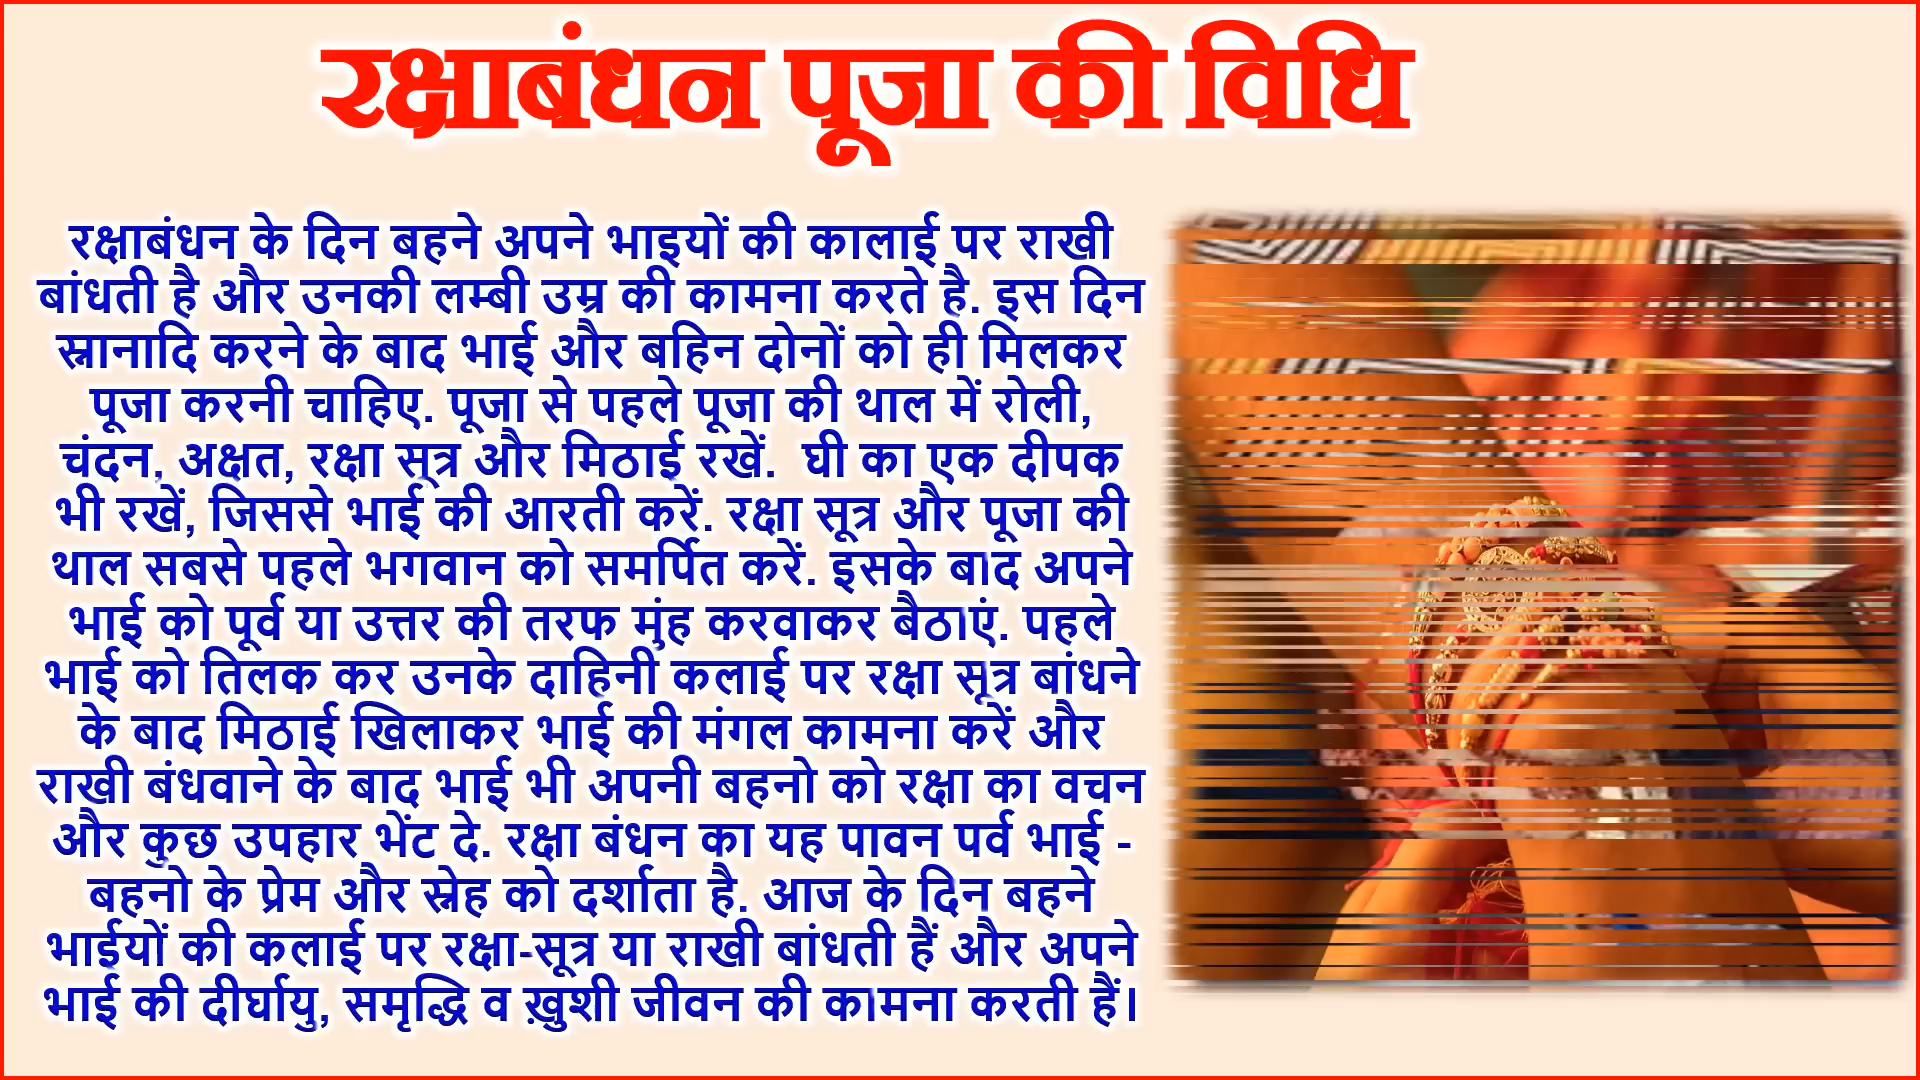 रक्षाबंधन पूजा की विधि
रक्षाबंधन के दिन बहने अपने भाइयों की कालाई पर राखी
बांधती है और उनकी लम्बी उम्र की कामना करते है. इस दिन
स्नानादि करने के बाद भाई और बहिन दोनों को ही मिलकर
पूजा करनी चाहिए. पूजा से पहले पूजा की थाल में रोली,
चंदन, अक्षत, रक्षा सूत्र और मिठाई रखें. घी का एक दीपक
भी रखें, जिससे भाई की आरती करें. रक्षा सूत्र और पूजा की
थाल सबसे पहले भगवान को समर्पित करें. इसके बाद अपने
भाई को पूर्व या उत्तर की तरफ मुंह करवाकर बैठाएं. पहले
भाई को तिलक कर उनके दाहिनी कलाई पर रक्षा सूत्र बांधने
के बाद मिठाई खिलाकर भाई की मंगल कामना करें और
राखी बंधवाने के बाद भाई भी अपनी बहनो को रक्षा का वचन
और कुछ उपहार भेंट दे. रक्षा बंधन का यह पावन पर्व भाई -
बहनो के प्रेम और स्नेह को दर्शाता है. आज के दिन बहने
भाईयों की कलाई पर रक्षा-सूत्र या राखी बांधती हैं और अपने
भाई की दीर्घायु, समृद्धि व ख़ुशी जीवन की कामना करती हैं।